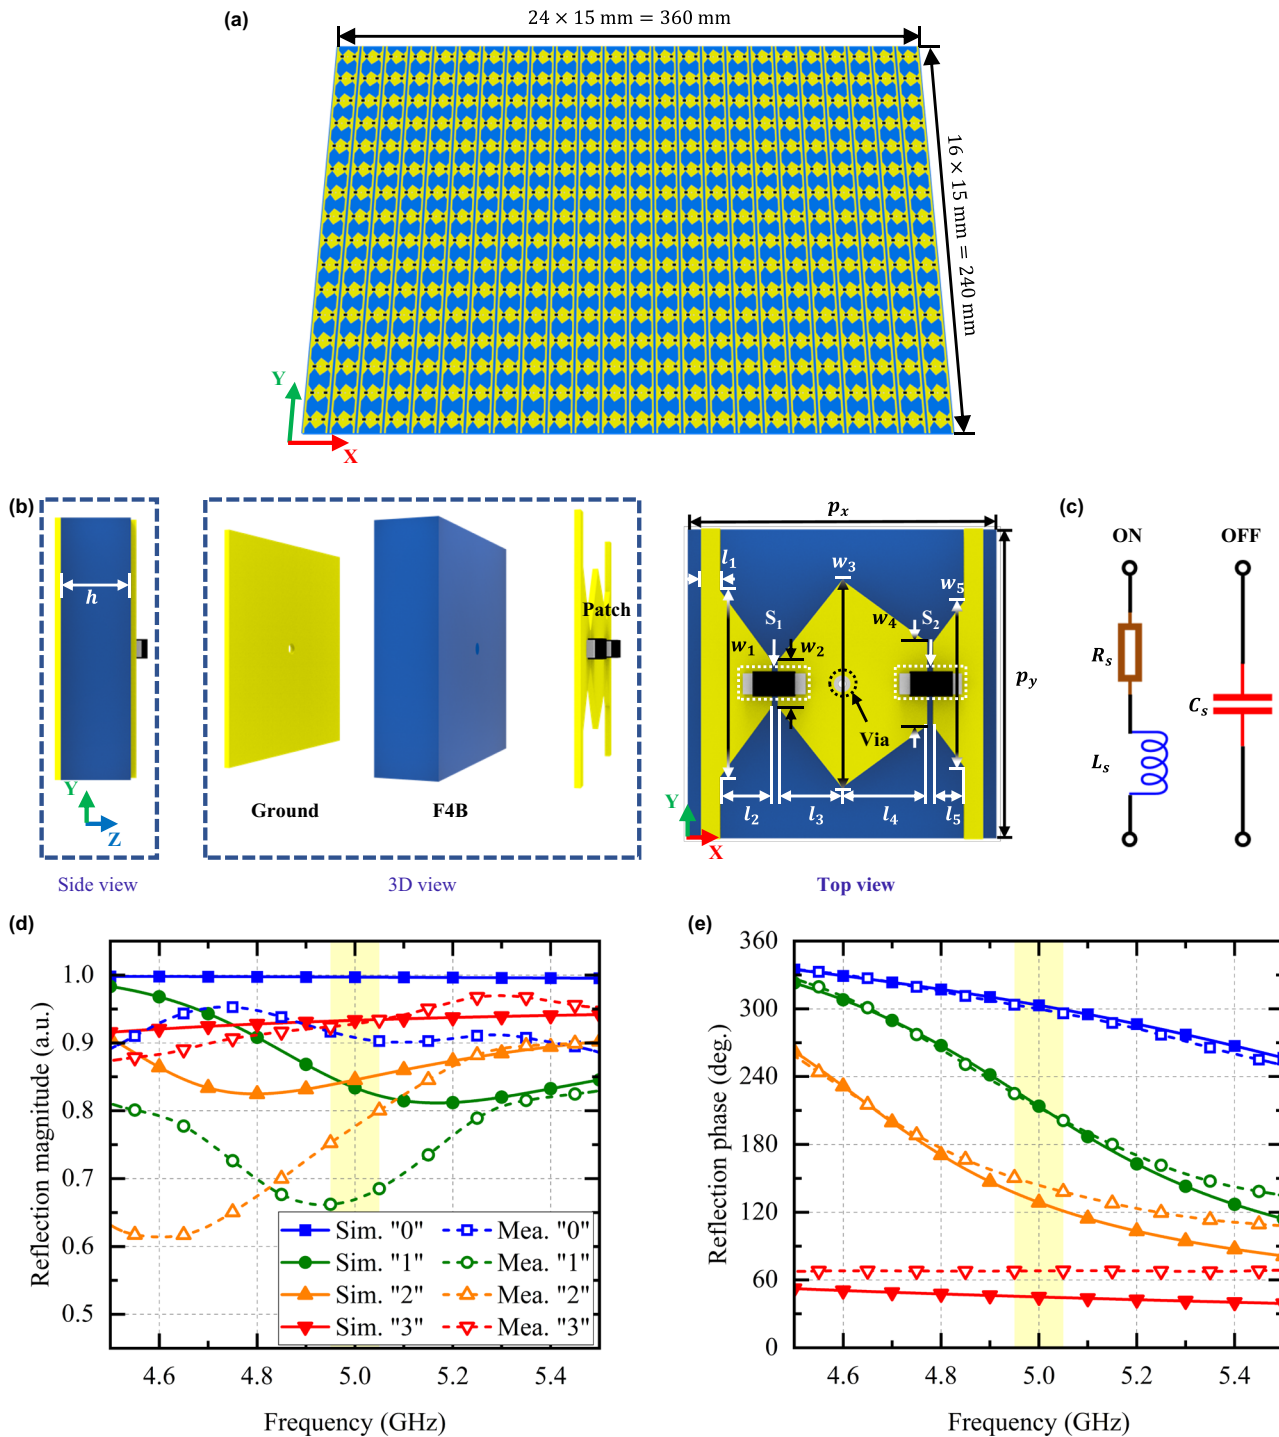 (a)
24 × 15 mm = 360 mm
16 × 15 mm = 240 mm
Y
X
(b)
h
Y
Z
Side view
Ground
F4B
Patch
3D view
p_x
l_1
w_3
w_5
S_1
w_4
S_2
w_1
w_2
p_y
Via
l_2
l_3
l_4
l_5
Y
X
Top view
(c)
ON
OFF
R_s
C_s
L_s
(d)
Reflection magnitude (a.u.)
1.0
0.9
0.8
0.7
0.6
0.5
Sim. "0" Mea. "0"
Sim. "1" Mea. "1"
Sim. "2" Mea. "2"
Sim. "3" Mea. "3"
4.6 4.8 5.0 5.2 5.4
Frequency (GHz)
(e)
Reflection phase (deg.)
360
300
240
180
120
60
0
4.6 4.8 5.0 5.2 5.4
Frequency (GHz)